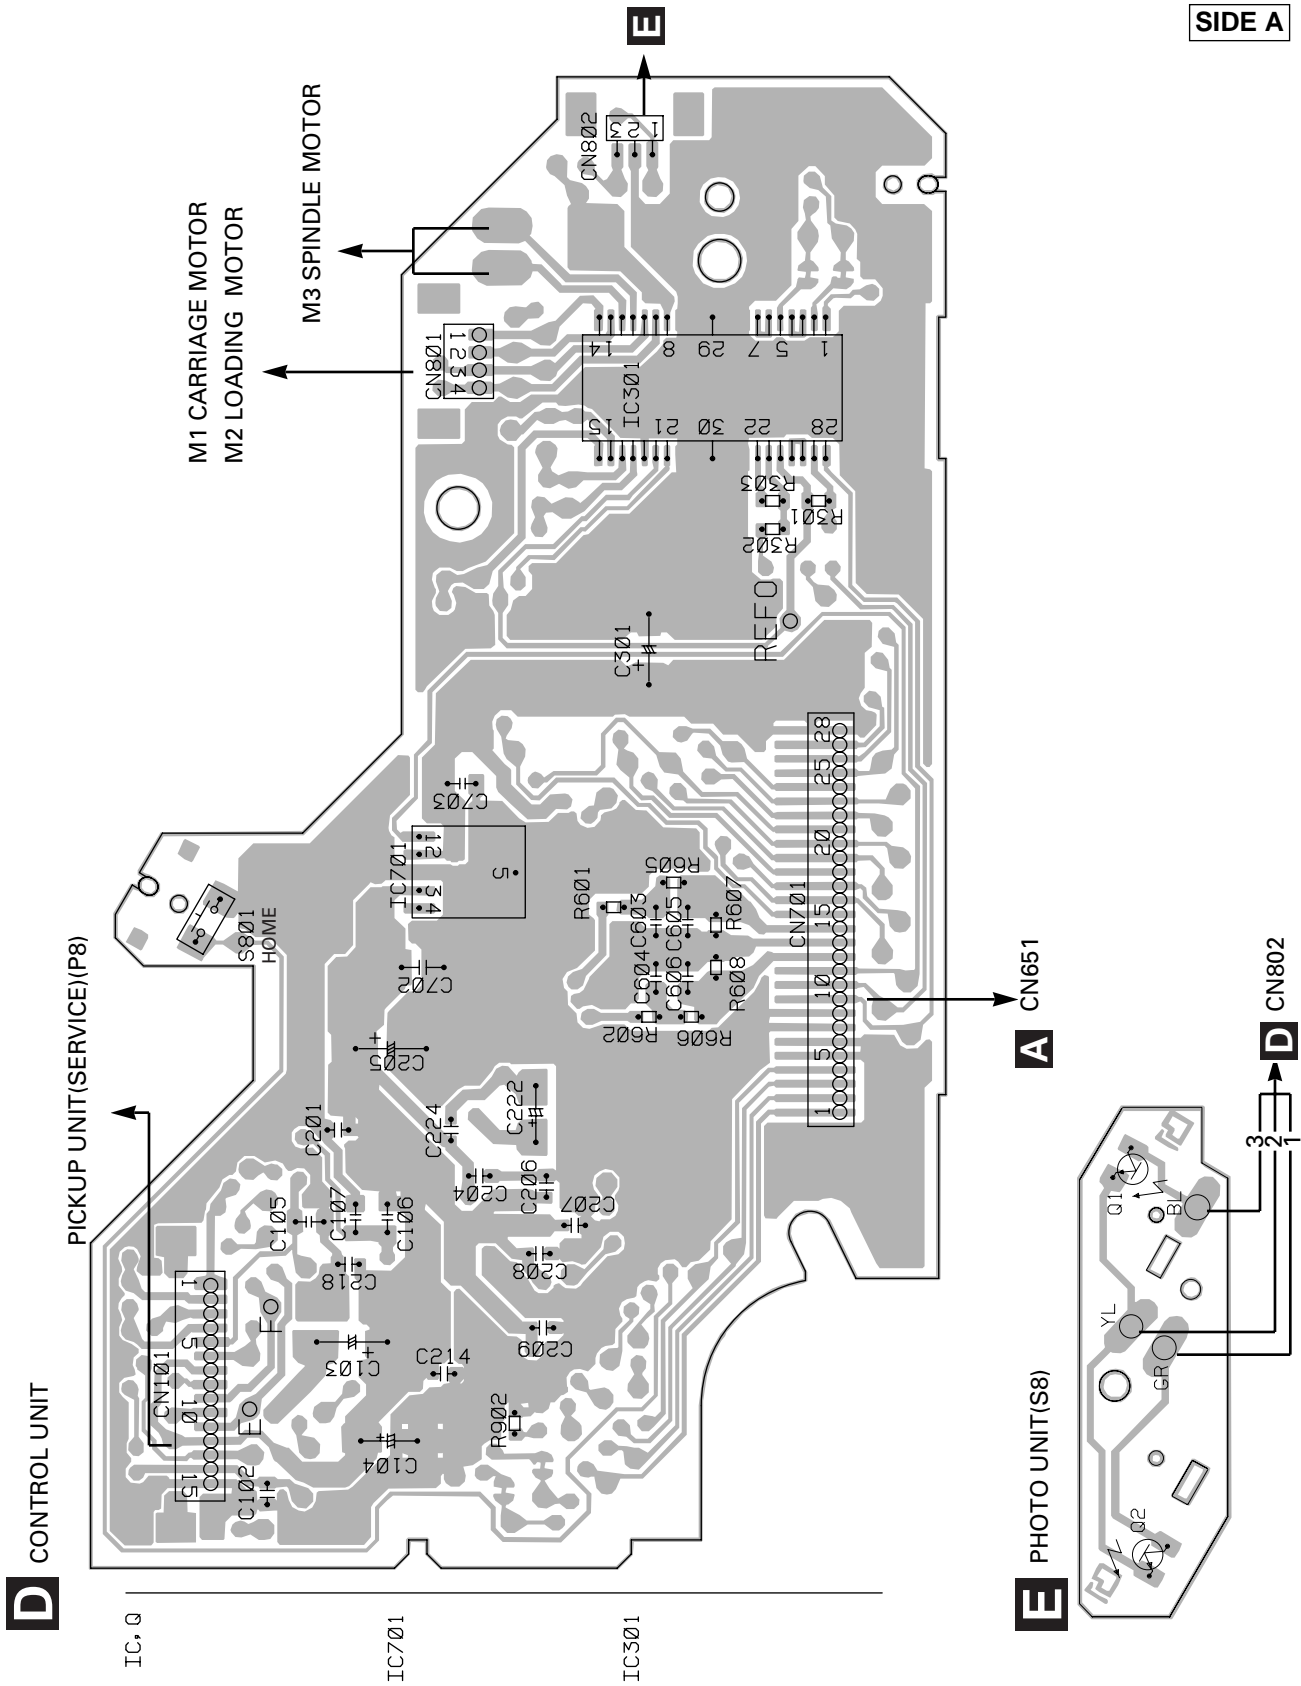 SIDE A
D CONTROL UNIT
PICKUP UNIT(SERVICE)(P8)
M1 CARRIAGE MOTOR
M2 LOADING MOTOR
M3 SPINDLE MOTOR
E
CN802
1 2 3
CN801
1 2 3 4
IC301
14 8 29 7 5 1
15 21 30 22 28
R303
R302
R301
REFO
C301
C703
IC701
1 2 3 4
5
S801
HOME
C702
C205
R601
R605
C603
C605
R607
C604
C606
R608
R602
R606
CN701
1 5 10 15 20 25 28
C201
C224
C222
C204
C206
C207
C105
C107
C106
C218
C208
C209
C103
C214
C104
R902
C102
CN101
1 5 10 15
FO
EO
A CN651
IC, Q
IC701
IC301
E PHOTO UNIT(S8)
Q1
BL
YL
GR
Q2
3
2
1
D CN802